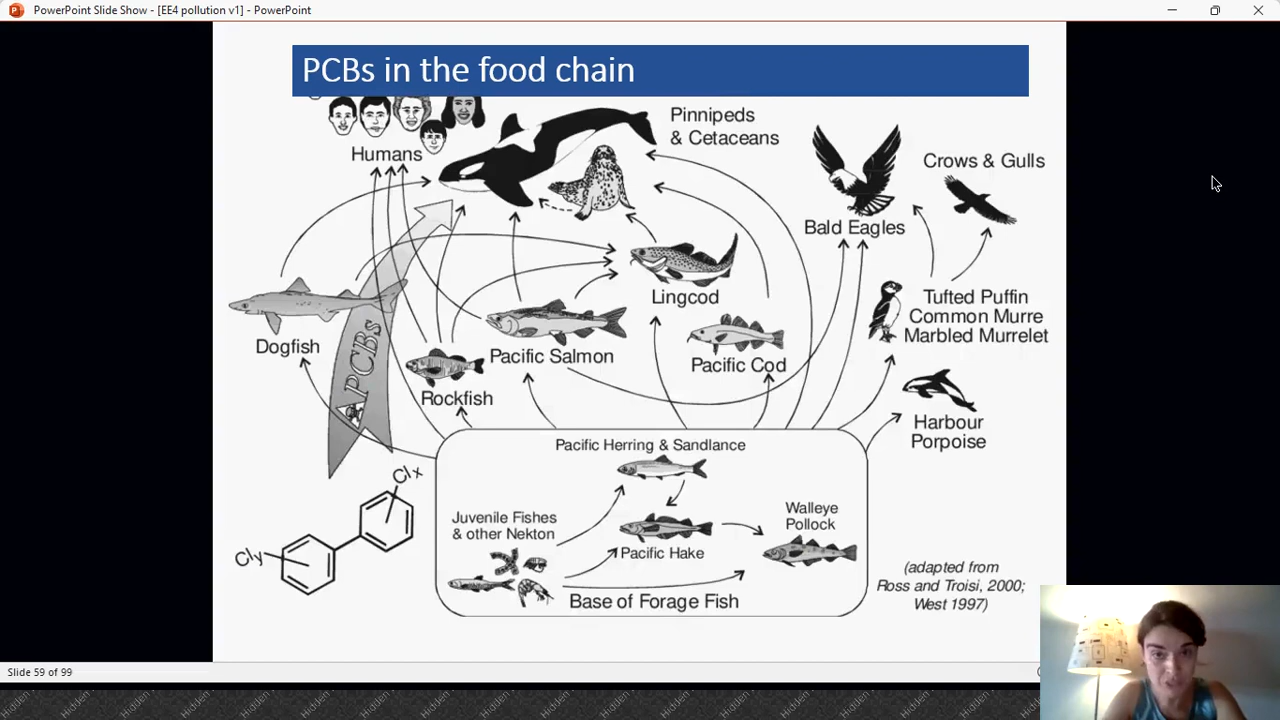 PowerPoint Slide Show - [EE4 pollution v1] - PowerPoint
PCBs in the food chain
Pinnipeds
& Cetaceans
Humans
Crows & Gulls
Bald Eagles
Lingcod
Tufted Puffin
Common Murre
Marbled Murrelet
Dogfish
PCBs
Pacific Salmon
Pacific Cod
Rockfish
Harbour
Porpoise
Pacific Herring & Sandlance
Clx
Juvenile Fishes
& other Nekton
Walleye
Pollock
Pacific Hake
Cly
(adapted from
Ross and Troisi, 2000;
West 1997)
Base of Forage Fish
Slide 59 of 99